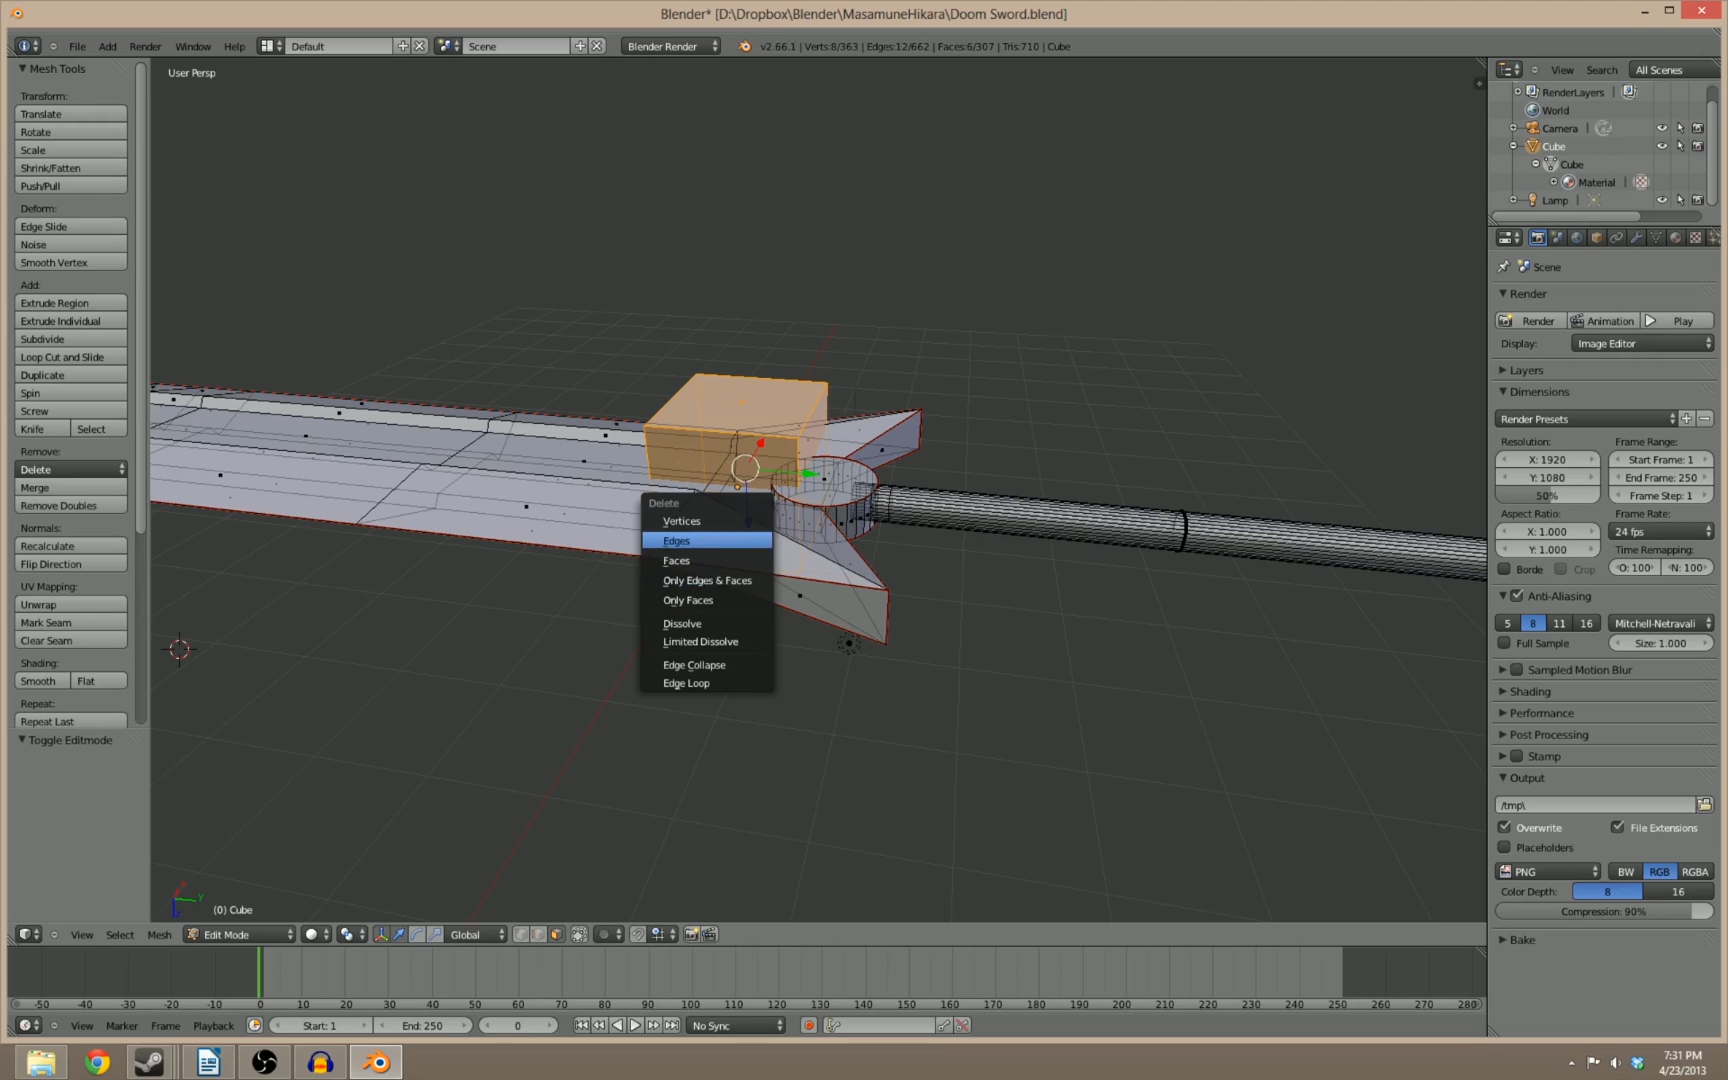 Blender* [D:\Dropbox\Blender\MasamuneHikara\Doom Sword.blend]
File Add Render Window Help Default Scene Blender Render v2.66.1 | Verts:8/363 | Edges:12/662 | Faces:6/307 | Tris:710 | Cube
Mesh Tools
Transform:
Translate
Rotate
Scale
Shrink/Fatten
Push/Pull
Deform:
Edge Slide
Noise
Smooth Vertex
Add:
Extrude Region
Extrude Individual
Subdivide
Loop Cut and Slide
Duplicate
Spin
Screw
Knife Select
Remove:
Delete
Merge
Remove Doubles
Normals:
Recalculate
Flip Direction
UV Mapping:
Unwrap
Mark Seam
Clear Seam
Shading:
Smooth Flat
Repeat:
Repeat Last
Toggle Editmode
User Persp
Delete
Vertices
Edges
Faces
Only Edges & Faces
Only Faces
Dissolve
Limited Dissolve
Edge Collapse
Edge Loop
(0) Cube
View Select Mesh Edit Mode Global
View Search All Scenes
RenderLayers |
World
Camera |
Cube
Cube
Material |
Lamp |
Scene
Render
Render Animation Play
Display: Image Editor
Layers
Dimensions
Render Presets
Resolution: Frame Range:
X: 1920 Start Frame: 1
Y: 1080 End Frame: 250
50% Frame Step: 1
Aspect Ratio: Frame Rate:
X: 1.000 24 fps
Y: 1.000 Time Remapping:
Borde Crop O: 100 N: 100
Anti-Aliasing
5 8 11 16 Mitchell-Netravali
Full Sample Size: 1.000
Sampled Motion Blur
Shading
Performance
Post Processing
Stamp
Output
/tmp\
Overwrite File Extensions
Placeholders
PNG BW RGB RGBA
Color Depth: 8 16
Compression: 90%
Bake
-50 -40 -30 -20 -10 0 10 20 30 40 50 60 70 80 90 100 110 120 130 140 150 160 170 180 190 200 210 220 230 240 250 260 270 280
View Marker Frame Playback Start: 1 End: 250 0 No Sync
7:31 PM
4/23/2013